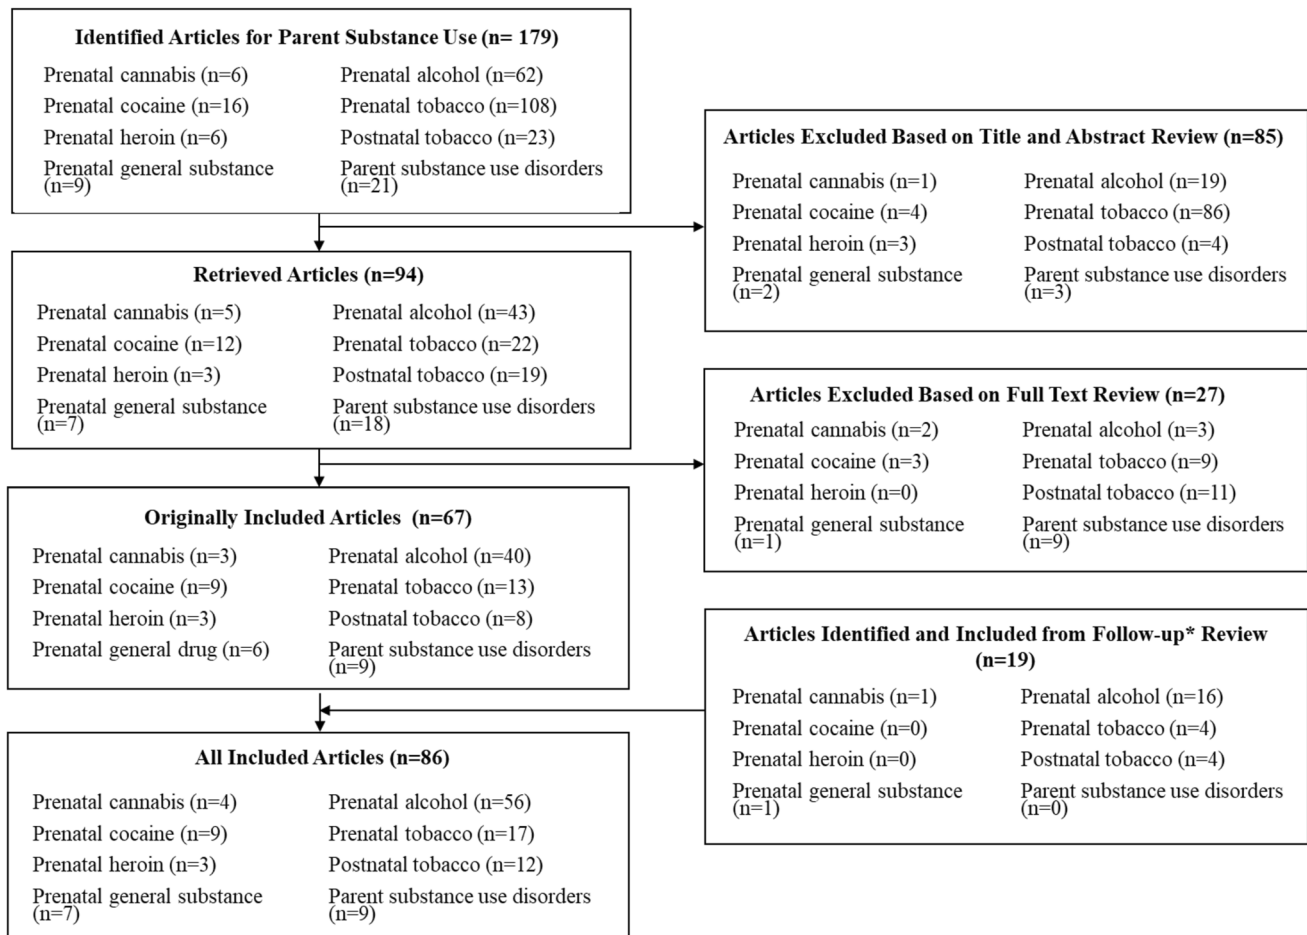 Identified Articles for Parent Substance Use (n= 179)
Prenatal cannabis (n=6)
Prenatal alcohol (n=62)
Prenatal cocaine (n=16)
Prenatal tobacco (n=108)
Prenatal heroin (n=6)
Postnatal tobacco (n=23)
Prenatal general substance
(n=9)
Parent substance use disorders
(n=21)
Articles Excluded Based on Title and Abstract Review (n=85)
Prenatal cannabis (n=1)
Prenatal alcohol (n=19)
Prenatal cocaine (n=4)
Prenatal tobacco (n=86)
Prenatal heroin (n=3)
Postnatal tobacco (n=4)
Prenatal general substance
(n=2)
Parent substance use disorders
(n=3)
Retrieved Articles (n=94)
Prenatal cannabis (n=5)
Prenatal alcohol (n=43)
Prenatal cocaine (n=12)
Prenatal tobacco (n=22)
Prenatal heroin (n=3)
Postnatal tobacco (n=19)
Prenatal general substance
(n=7)
Parent substance use disorders
(n=18)
Articles Excluded Based on Full Text Review (n=27)
Prenatal cannabis (n=2)
Prenatal alcohol (n=3)
Prenatal cocaine (n=3)
Prenatal tobacco (n=9)
Prenatal heroin (n=0)
Postnatal tobacco (n=11)
Prenatal general substance
(n=1)
Parent substance use disorders
(n=9)
Originally Included Articles (n=67)
Prenatal cannabis (n=3)
Prenatal alcohol (n=40)
Prenatal cocaine (n=9)
Prenatal tobacco (n=13)
Prenatal heroin (n=3)
Postnatal tobacco (n=8)
Prenatal general drug (n=6)
Parent substance use disorders
(n=9)
Articles Identified and Included from Follow-up* Review
(n=19)
Prenatal cannabis (n=1)
Prenatal alcohol (n=16)
Prenatal cocaine (n=0)
Prenatal tobacco (n=4)
Prenatal heroin (n=0)
Postnatal tobacco (n=4)
Prenatal general substance
(n=1)
Parent substance use disorders
(n=0)
All Included Articles (n=86)
Prenatal cannabis (n=4)
Prenatal alcohol (n=56)
Prenatal cocaine (n=9)
Prenatal tobacco (n=17)
Prenatal heroin (n=3)
Postnatal tobacco (n=12)
Prenatal general substance
(n=7)
Parent substance use disorders
(n=9)